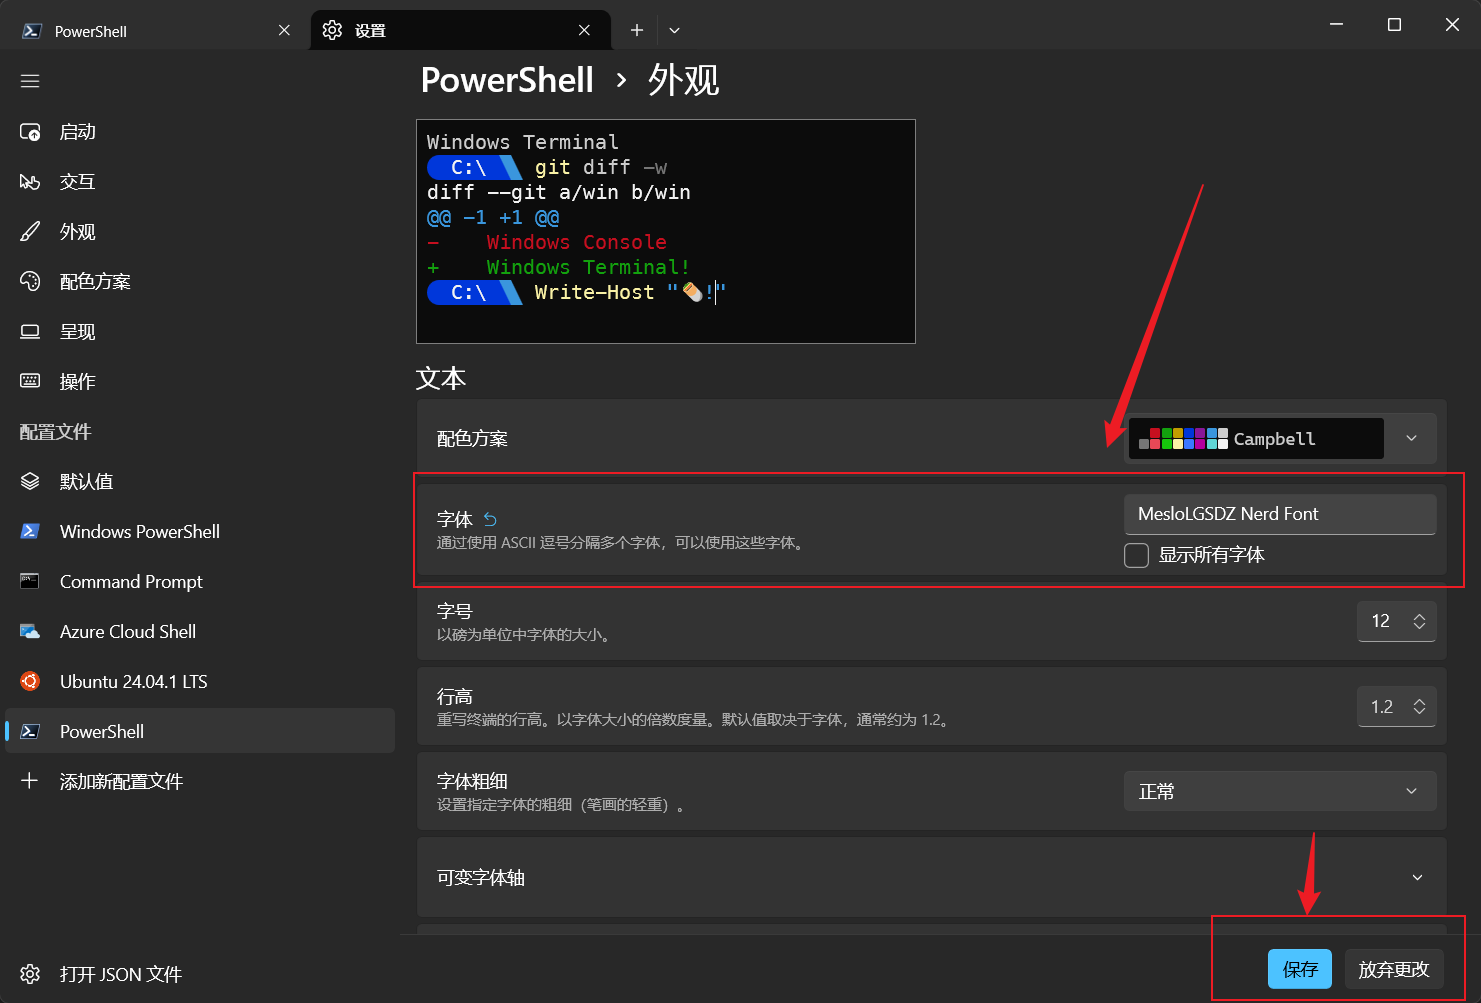 PowerShell
设置
PowerShell › 外观
启动
交互
外观
配色方案
呈现
操作
配置文件
默认值
Windows PowerShell
Command Prompt
Azure Cloud Shell
Ubuntu 24.04.1 LTS
PowerShell
添加新配置文件
打开 JSON 文件
Windows Terminal
C:\ git diff -w
diff --git a/win b/win
@@ -1 +1 @@
-    Windows Console
+    Windows Terminal!
C:\ Write-Host "🌯!"
文本
配色方案
Campbell
字体
通过使用 ASCII 逗号分隔多个字体，可以使用这些字体。
MesloLGSDZ Nerd Font
显示所有字体
字号
以磅为单位中字体的大小。
12
行高
重写终端的行高。以字体大小的倍数度量。默认值取决于字体，通常约为 1.2。
1.2
字体粗细
设置指定字体的粗细（笔画的轻重）。
正常
可变字体轴
保存
放弃更改